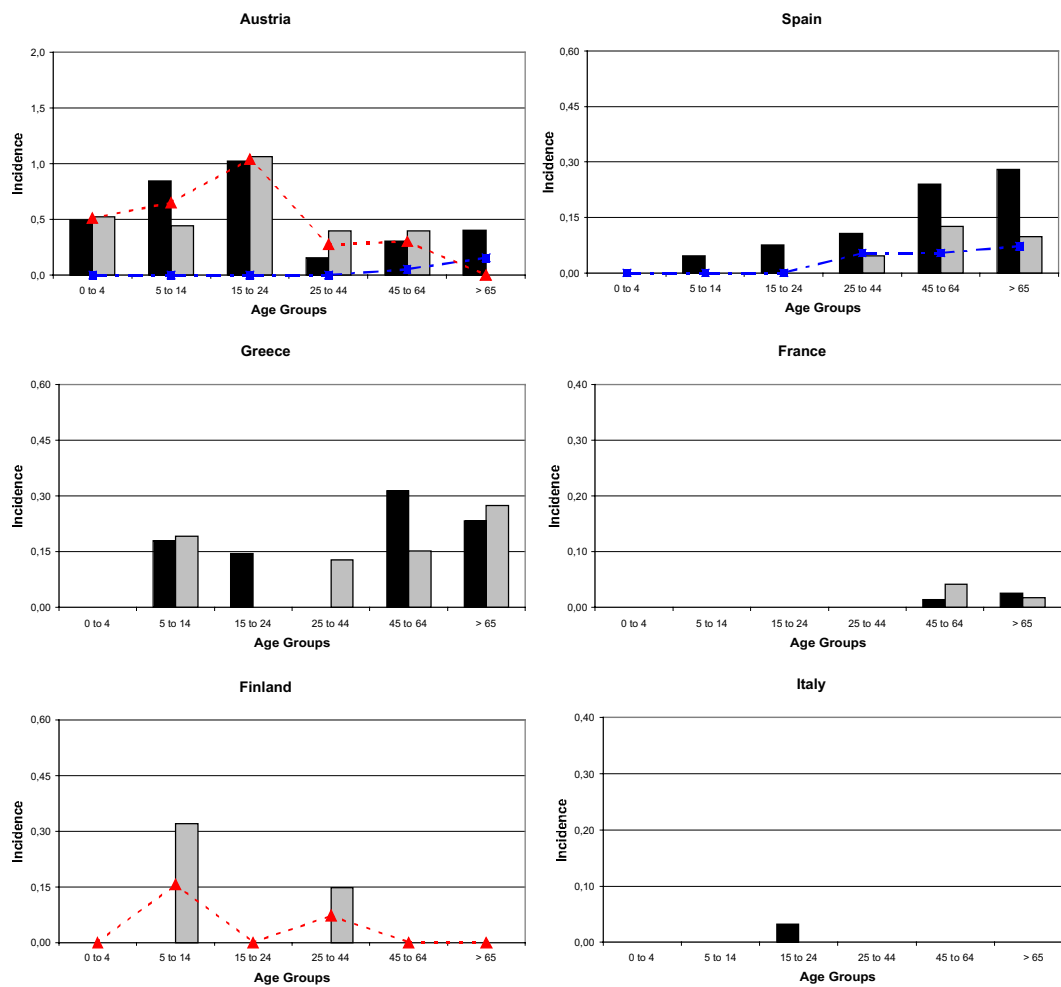 Austria
2,0
1,5
1,0
0,5
0,0
Incidence
0 to 4 5 to 14 15 to 24 25 to 44 45 to 64 > 65
Age Groups
Spain
0,60
0,45
0,30
0,15
0,00
Incidence
0 to 4 5 to 14 15 to 24 25 to 44 45 to 64 > 65
Age Groups
Greece
0,60
0,45
0,30
0,15
0,00
Incidence
0 to 4 5 to 14 15 to 24 25 to 44 45 to 64 > 65
Age Groups
France
0,40
0,30
0,20
0,10
0,00
Incidence
0 to 4 5 to 14 15 to 24 25 to 44 45 to 64 > 65
Age Groups
Finland
0,60
0,45
0,30
0,15
0,00
Incidence
0 to 4 5 to 14 15 to 24 25 to 44 45 to 64 > 65
Age Groups
Italy
0,40
0,30
0,20
0,10
0,00
Incidence
0 to 4 5 to 14 15 to 24 25 to 44 45 to 64 > 65
Age Groups